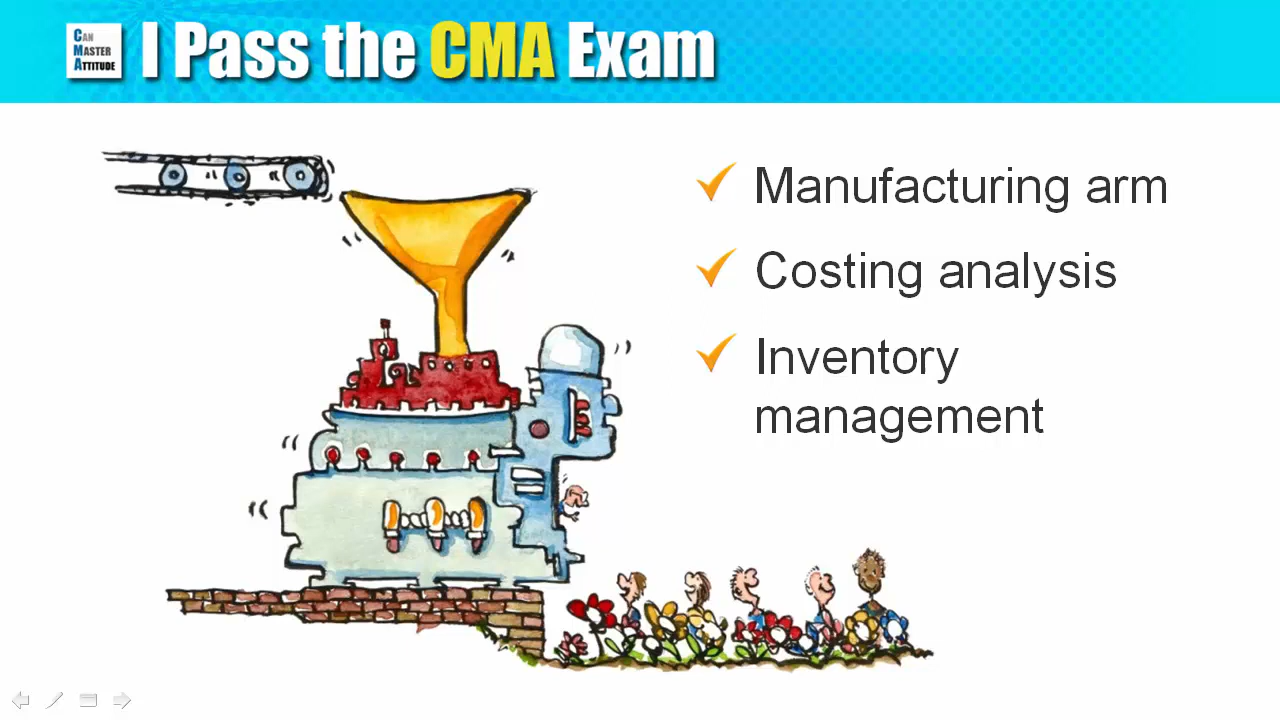 CAN
MASTER
ATTITUDE
I Pass the CMA Exam
Manufacturing arm
Costing analysis
Inventory
management